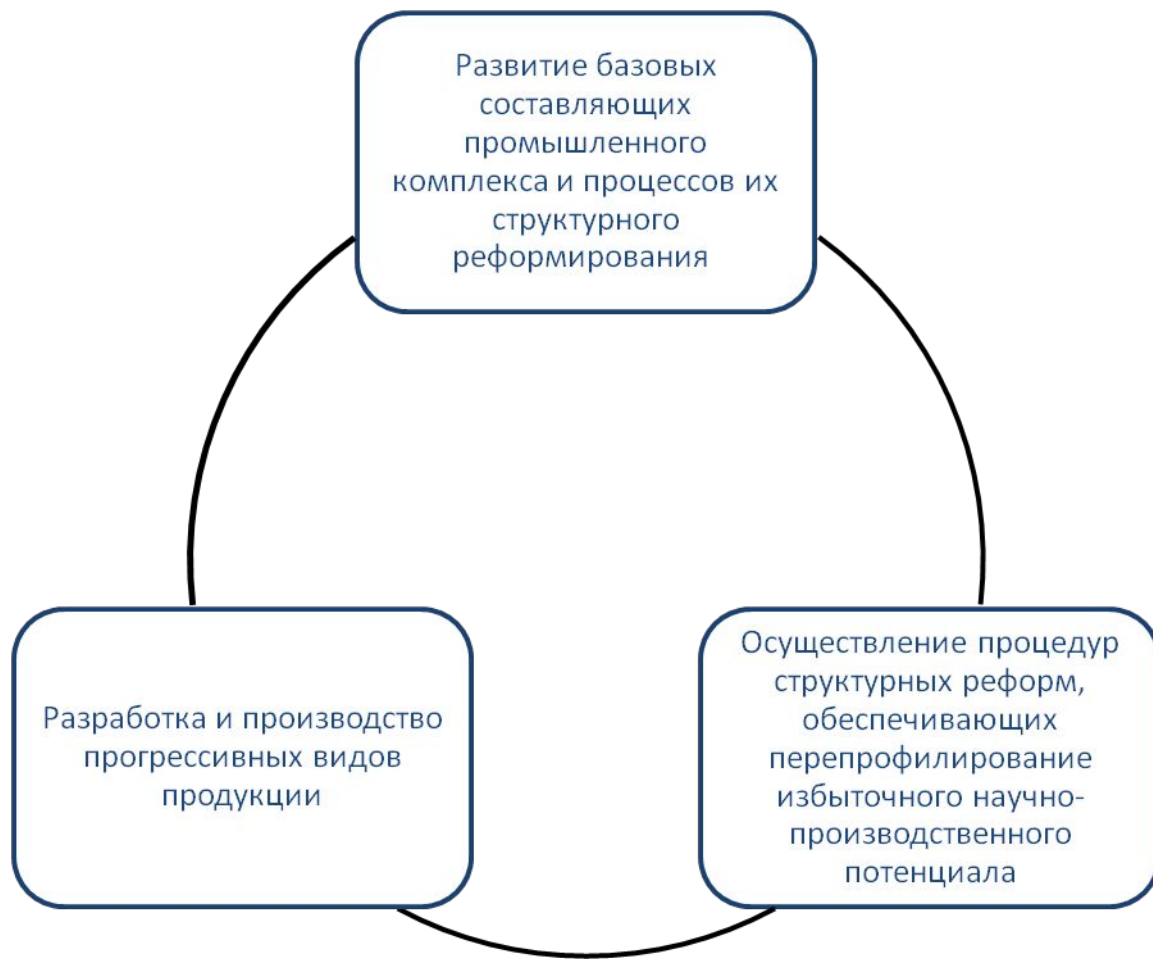 Развитие базовых
составляющих
промышленного
комплекса и процессов их
структурного
реформирования
Разработка и производство
прогрессивных видов
продукции
Осуществление процедур
структурных реформ,
обеспечивающих
перепрофилирование
избыточного научно-
производственного
потенциала